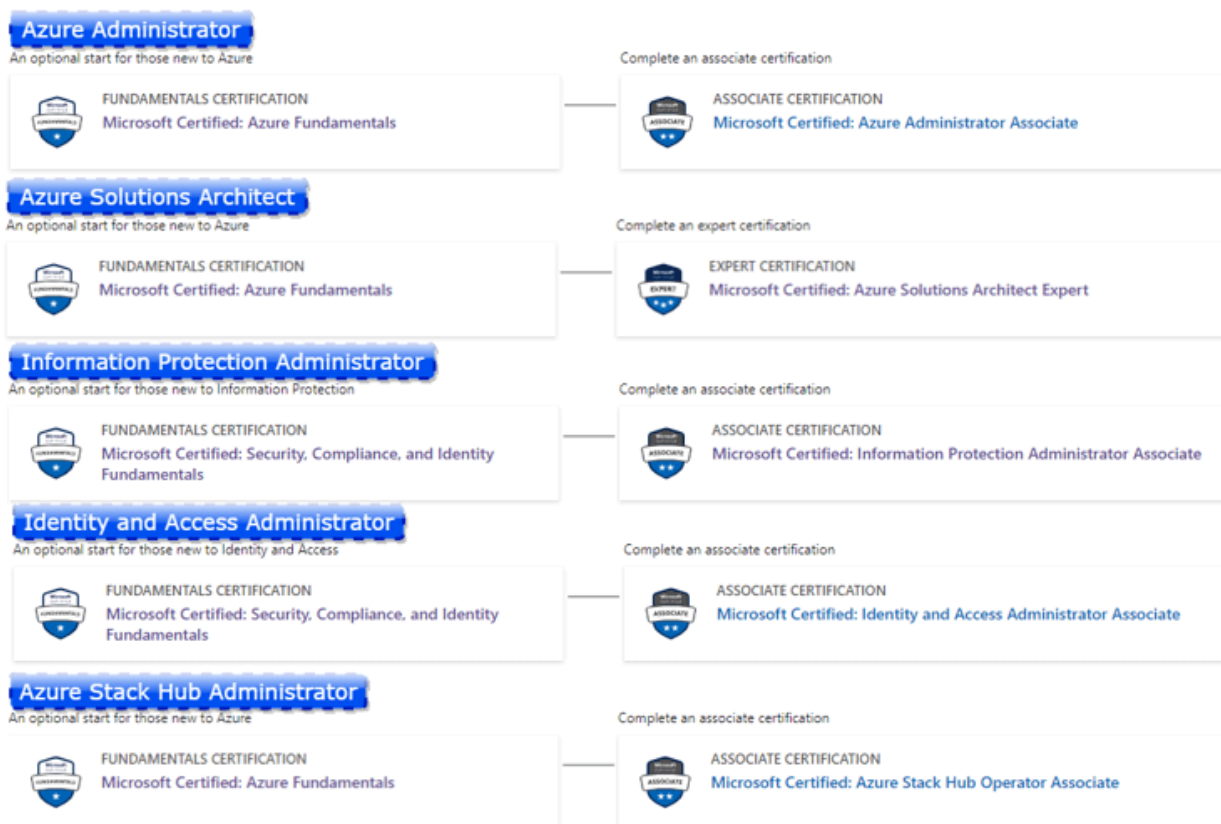 Azure Administrator
An optional start for those new to Azure
Complete an associate certification
FUNDAMENTALS CERTIFICATION
Microsoft Certified: Azure Fundamentals
ASSOCIATE CERTIFICATION
Microsoft Certified: Azure Administrator Associate
Azure Solutions Architect
An optional start for those new to Azure
Complete an expert certification
FUNDAMENTALS CERTIFICATION
Microsoft Certified: Azure Fundamentals
EXPERT
EXPERT CERTIFICATION
Microsoft Certified: Azure Solutions Architect Expert
Information Protection Administrator
An optional start for those new to Information Protection
Complete an associate certification
FUNDAMENTALS CERTIFICATION
Microsoft Certified: Security, Compliance, and Identity
Fundamentals
ASSOCIATE
ASSOCIATE CERTIFICATION
Microsoft Certified: Information Protection Administrator Associate
Identity and Access Administrator
An optional start for those new to Identity and Access
Complete an associate certification
FUNDAMENTALS CERTIFICATION
Microsoft Certified: Security, Compliance, and Identity
Fundamentals
ASSOCIATE
ASSOCIATE CERTIFICATION
Microsoft Certified: Identity and Access Administrator Associate
Azure Stack Hub Administrator
An optional start for those new to Azure
Complete an associate certification
FUNDAMENTALS CERTIFICATION
Microsoft Certified: Azure Fundamentals
ASSOCIATE
ASSOCIATE CERTIFICATION
Microsoft Certified: Azure Stack Hub Operator Associate